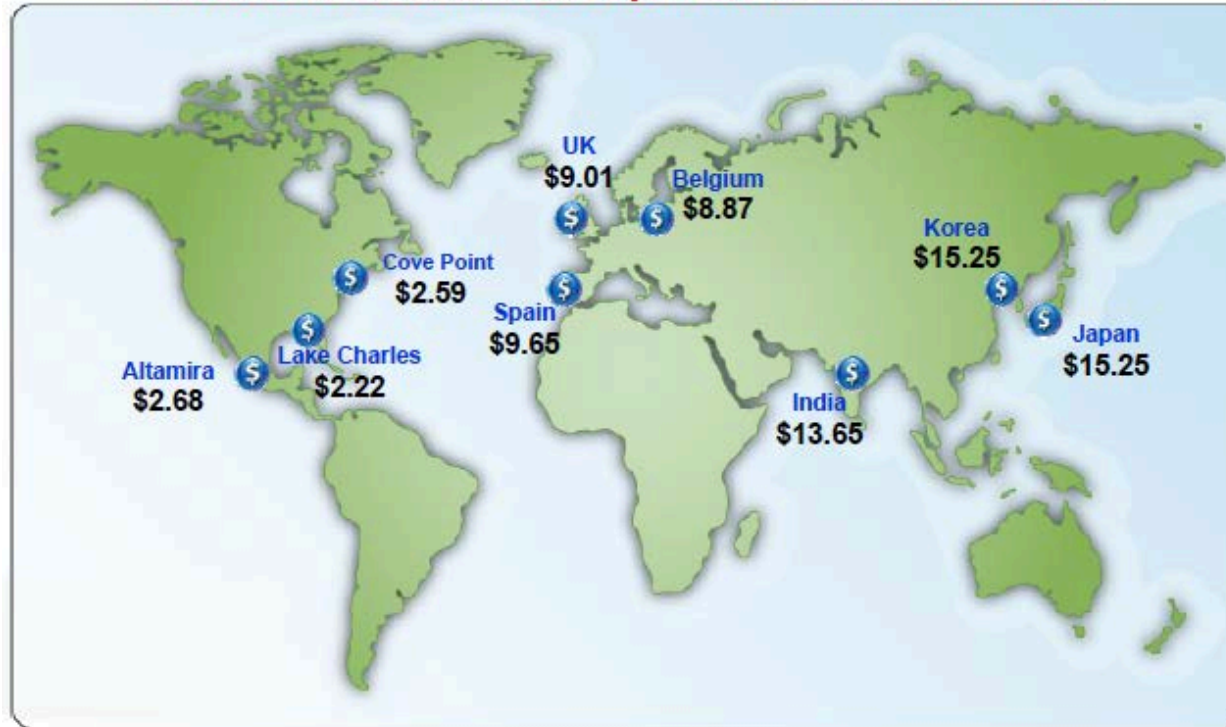 UK
$9.01
Belgium
$8.87
Korea
$15.25
Cove Point
$2.59
Spain
$9.65
Japan
$15.25
Lake Charles
$2.22
Altamira
$2.68
India
$13.65